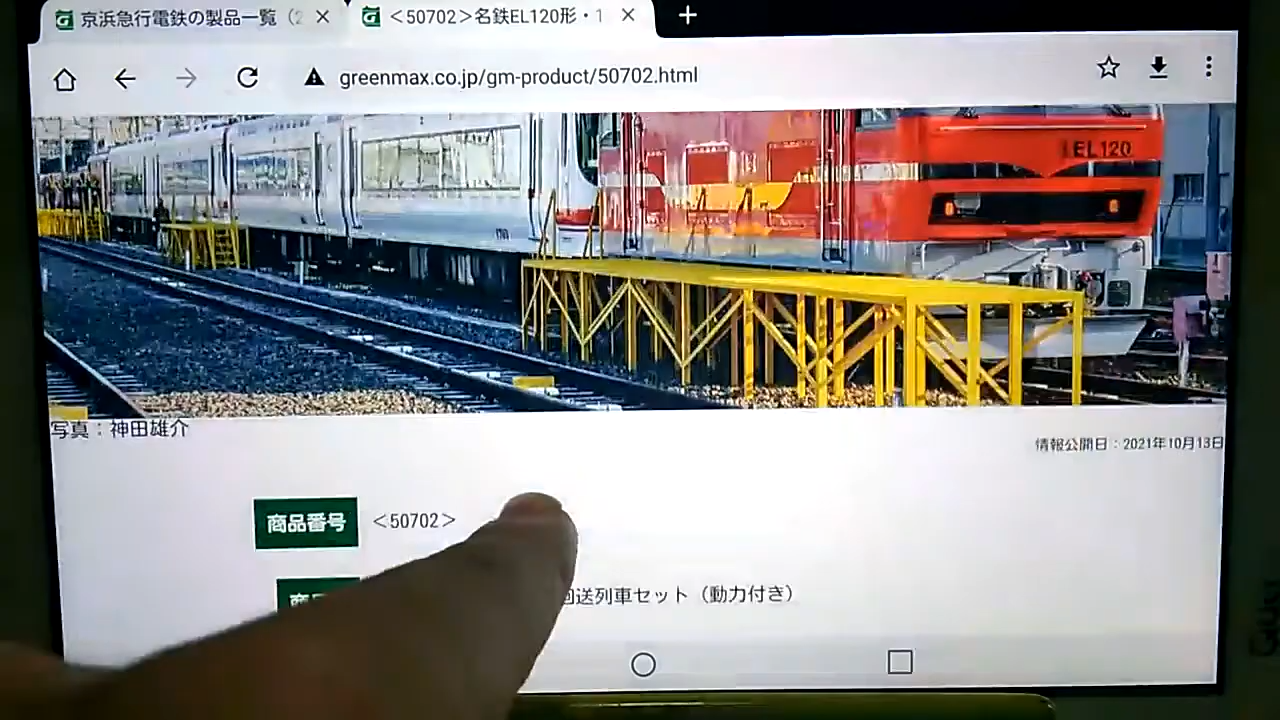 京浜急行電鉄の製品一覧（2
<50702>名鉄EL120形・1
greenmax.co.jp/gm-product/50702.html
EL120
写真：神田雄介
情報公開日：2021年10月13日
商品番号 <50702>
商 回送列車セット（動力付き）